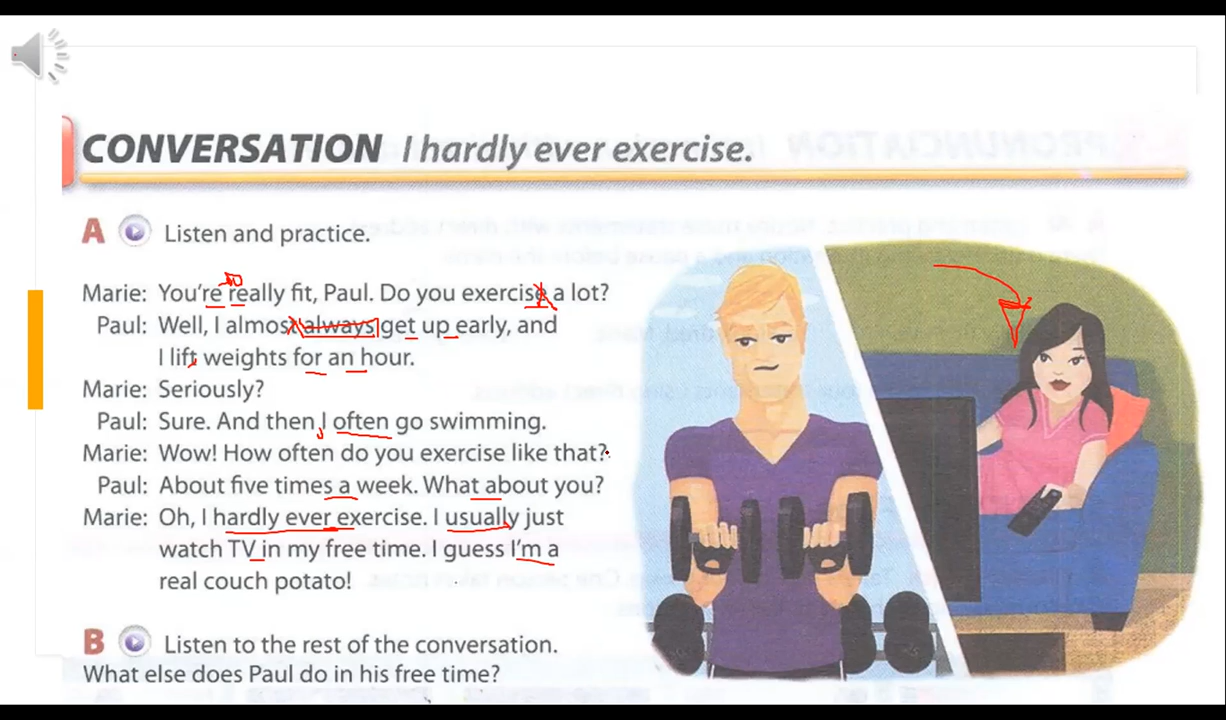 CONVERSATION I hardly ever exercise.
A Listen and practice.
Marie: You're really fit, Paul. Do you exercise a lot?
Paul: Well, I almost always get up early, and
I lift weights for an hour.
Marie: Seriously?
Paul: Sure. And then I often go swimming.
Marie: Wow! How often do you exercise like that?
Paul: About five times a week. What about you?
Marie: Oh, I hardly ever exercise. I usually just
watch TV in my free time. I guess I'm a
real couch potato!
B Listen to the rest of the conversation.
What else does Paul do in his free time?